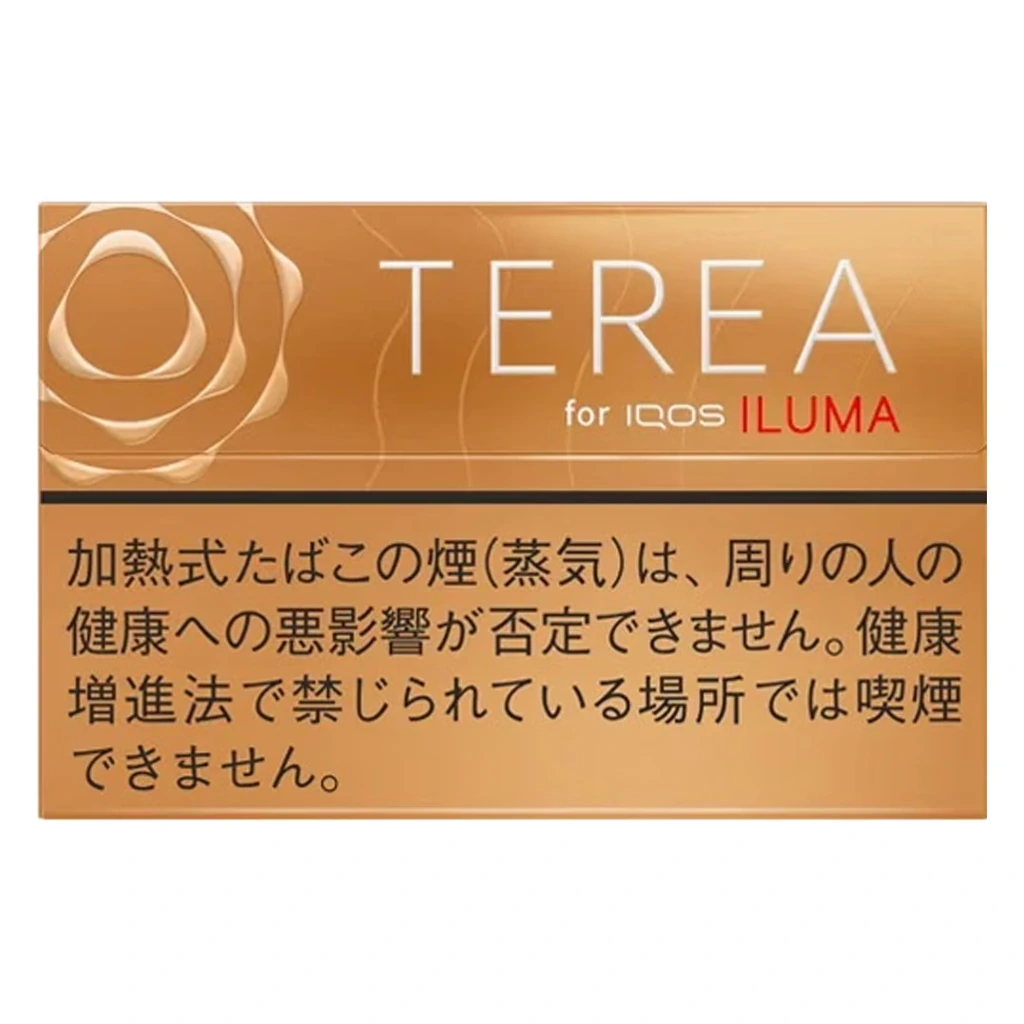 TEREA
for IQOS ILUMA
加熱式たばこの煙(蒸気)は、周りの人の
健康への悪影響が否定できません。健康
増進法で禁じられている場所では喫煙
できません。